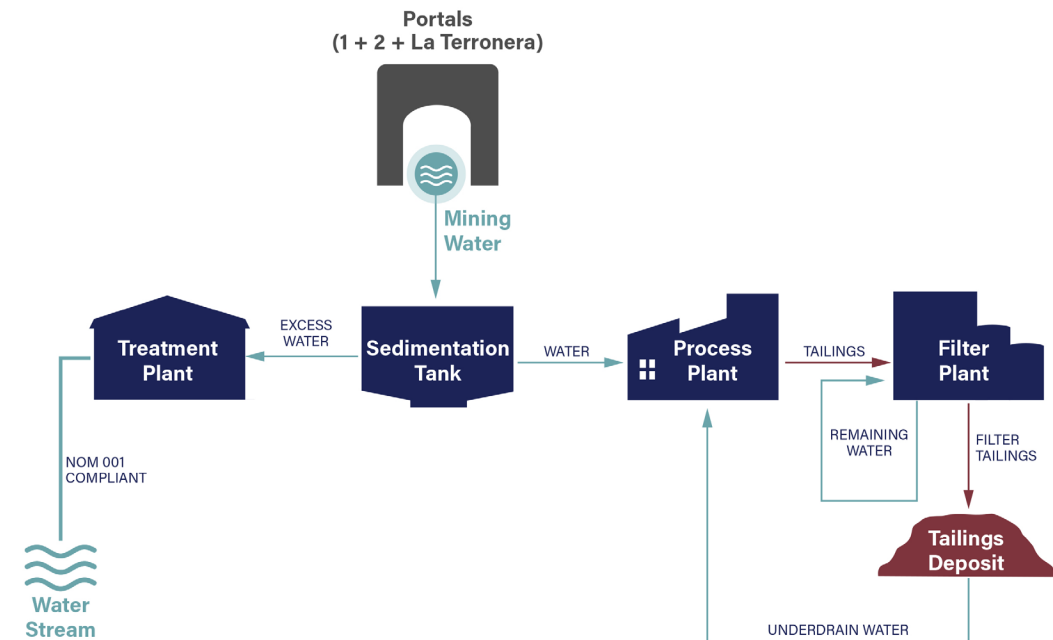 Portals
(1 + 2 + La Terronera)
Mining
Water
EXCESS
WATER
Treatment
Plant
Sedimentation
Tank
WATER
Process
Plant
TAILINGS
Filter
Plant
REMAINING
WATER
FILTER
TAILINGS
NOM 001
COMPLIANT
Tailings
Deposit
Water
Stream
UNDERDRAIN WATER